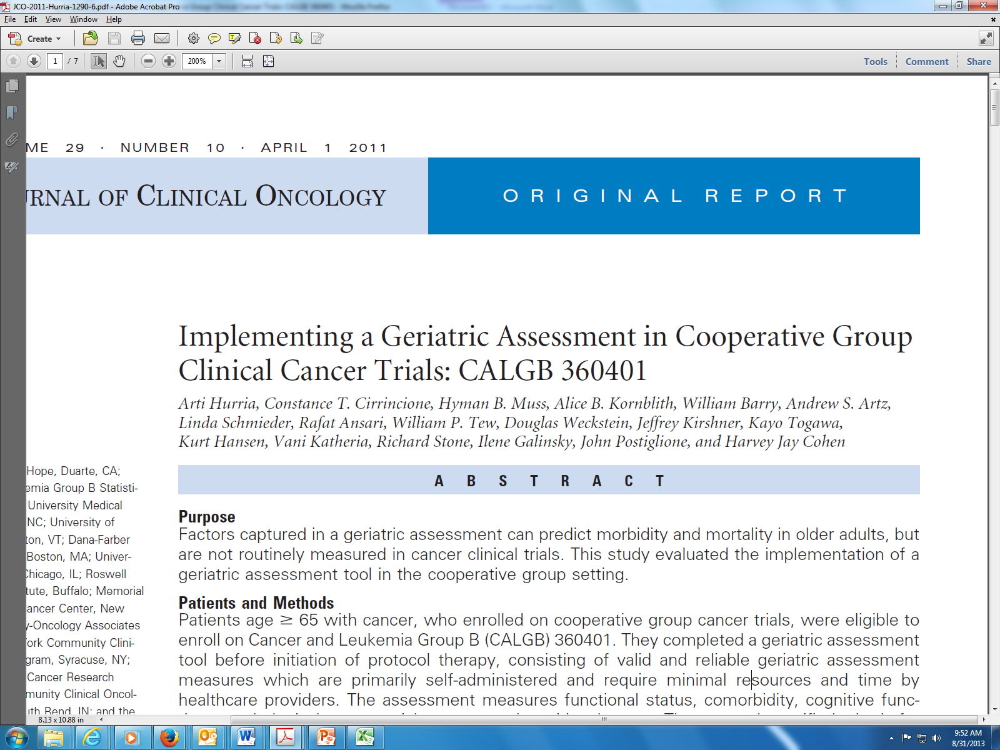 JCO-2011-Hurria-1290-6.pdf - Adobe Acrobat Pro
File Edit View Window Help
Create
1 / 7 200% Tools Comment Share
ME 29 · NUMBER 10 · APRIL 1 2011
URNAL OF CLINICAL ONCOLOGY
ORIGINAL REPORT
Implementing a Geriatric Assessment in Cooperative Group
Clinical Cancer Trials: CALGB 360401
Arti Hurria, Constance T. Cirrincione, Hyman B. Muss, Alice B. Kornblith, William Barry, Andrew S. Artz,
Linda Schmieder, Rafat Ansari, William P. Tew, Douglas Weckstein, Jeffrey Kirshner, Kayo Togawa,
Kurt Hansen, Vani Katheria, Richard Stone, Ilene Galinsky, John Postiglione, and Harvey Jay Cohen
Hope, Duarte, CA;
emia Group B Statisti-
University Medical
NC; University of
ton, VT; Dana-Farber
Boston, MA; Univer-
Chicago, IL; Roswell
tute, Buffalo; Memorial
ancer Center, New
y-Oncology Associates
ork Community Clini-
gram, Syracuse, NY;
Cancer Research
munity Clinical Oncol-
uth Bend, IN; and the
ABSTRACT
Purpose
Factors captured in a geriatric assessment can predict morbidity and mortality in older adults, but
are not routinely measured in cancer clinical trials. This study evaluated the implementation of a
geriatric assessment tool in the cooperative group setting.
Patients and Methods
Patients age ≥ 65 with cancer, who enrolled on cooperative group cancer trials, were eligible to
enroll on Cancer and Leukemia Group B (CALGB) 360401. They completed a geriatric assessment
tool before initiation of protocol therapy, consisting of valid and reliable geriatric assessment
measures which are primarily self-administered and require minimal resources and time by
healthcare providers. The assessment measures functional status, comorbidity, cognitive func-
8.13 x 10.88 in
9:52 AM
8/31/2013